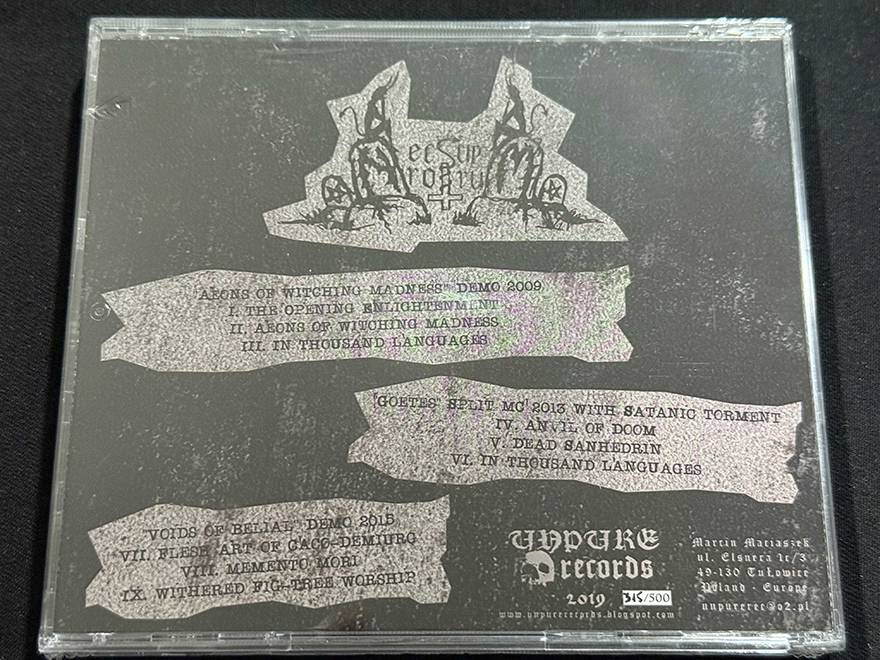 "AEONS OF WITCHING MADNESS" DEMO 2009
I. THE OPENING ENLIGHTENMENT
II. AEONS OF WITCHING MADNESS
III. IN THOUSAND LANGUAGES
"GOETES" SPLIT MC 2013 WITH SATANIC TORMENT
IV. ANVIL OF DOOM
V. DEAD SANHEDRIN
VI. IN THOUSAND LANGUAGES
"VOIDS OF BELIAL" DEMO 2015
VII. FLESH ART OF CACO-DEMIURG
VIII. MEMENTO MORI
IX. WITHERED FIG-TREE WORSHIP
UNPURE
records
2019 315/500
www.unpurerecords.blogspot.com
Marcin Maciaszek
ul. Elsnera 1c/3
49-130 Tułowice
Poland - Europe
unpurerec@o2.pl